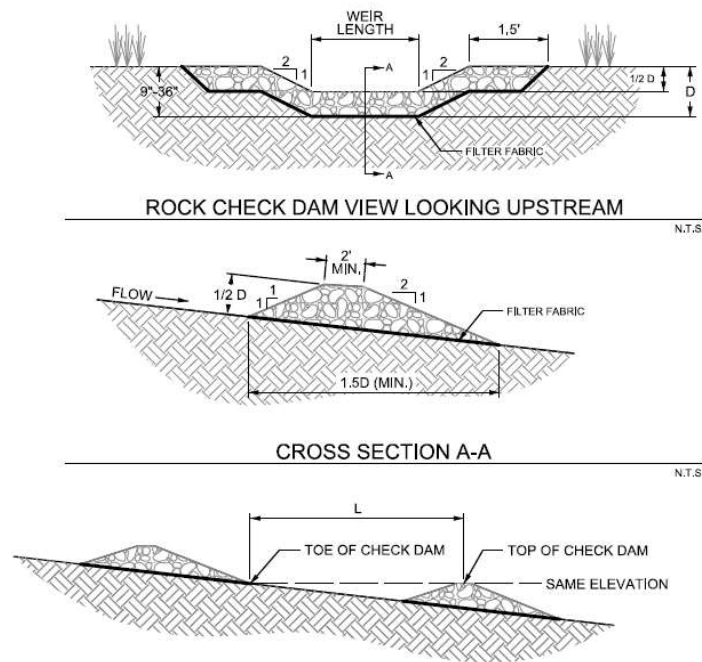 WEIR
LENGTH
1,5'
2
1
A
2
1
1/2 D
D
9"-36"
FILTER FABRIC
A
ROCK CHECK DAM VIEW LOOKING UPSTREAM
N.T.S
2'
MIN.
FLOW
1/2 D
1
1
2
1
FILTER FABRIC
1.5D (MIN.)
CROSS SECTION A-A
N.T.S
L
TOE OF CHECK DAM
TOP OF CHECK DAM
SAME ELEVATION